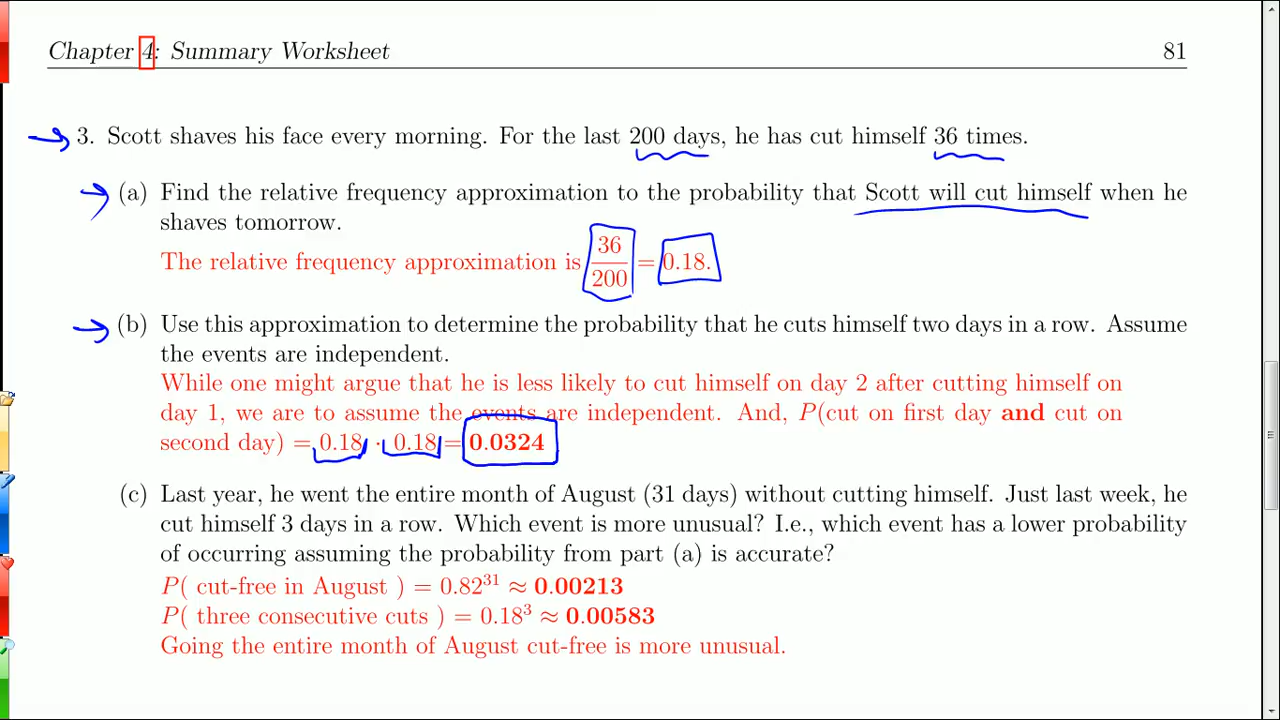 Chapter 4: Summary Worksheet 81
3. Scott shaves his face every morning. For the last 200 days, he has cut himself 36 times.
(a) Find the relative frequency approximation to the probability that Scott will cut himself when he
shaves tomorrow.
The relative frequency approximation is 36/200 = 0.18.
(b) Use this approximation to determine the probability that he cuts himself two days in a row. Assume
the events are independent.
While one might argue that he is less likely to cut himself on day 2 after cutting himself on
day 1, we are to assume the events are independent. And, P(cut on first day and cut on
second day) = 0.18 · 0.18 = 0.0324
(c) Last year, he went the entire month of August (31 days) without cutting himself. Just last week, he
cut himself 3 days in a row. Which event is more unusual? I.e., which event has a lower probability
of occurring assuming the probability from part (a) is accurate?
P( cut-free in August ) = 0.82³¹ ≈ 0.00213
P( three consecutive cuts ) = 0.18³ ≈ 0.00583
Going the entire month of August cut-free is more unusual.